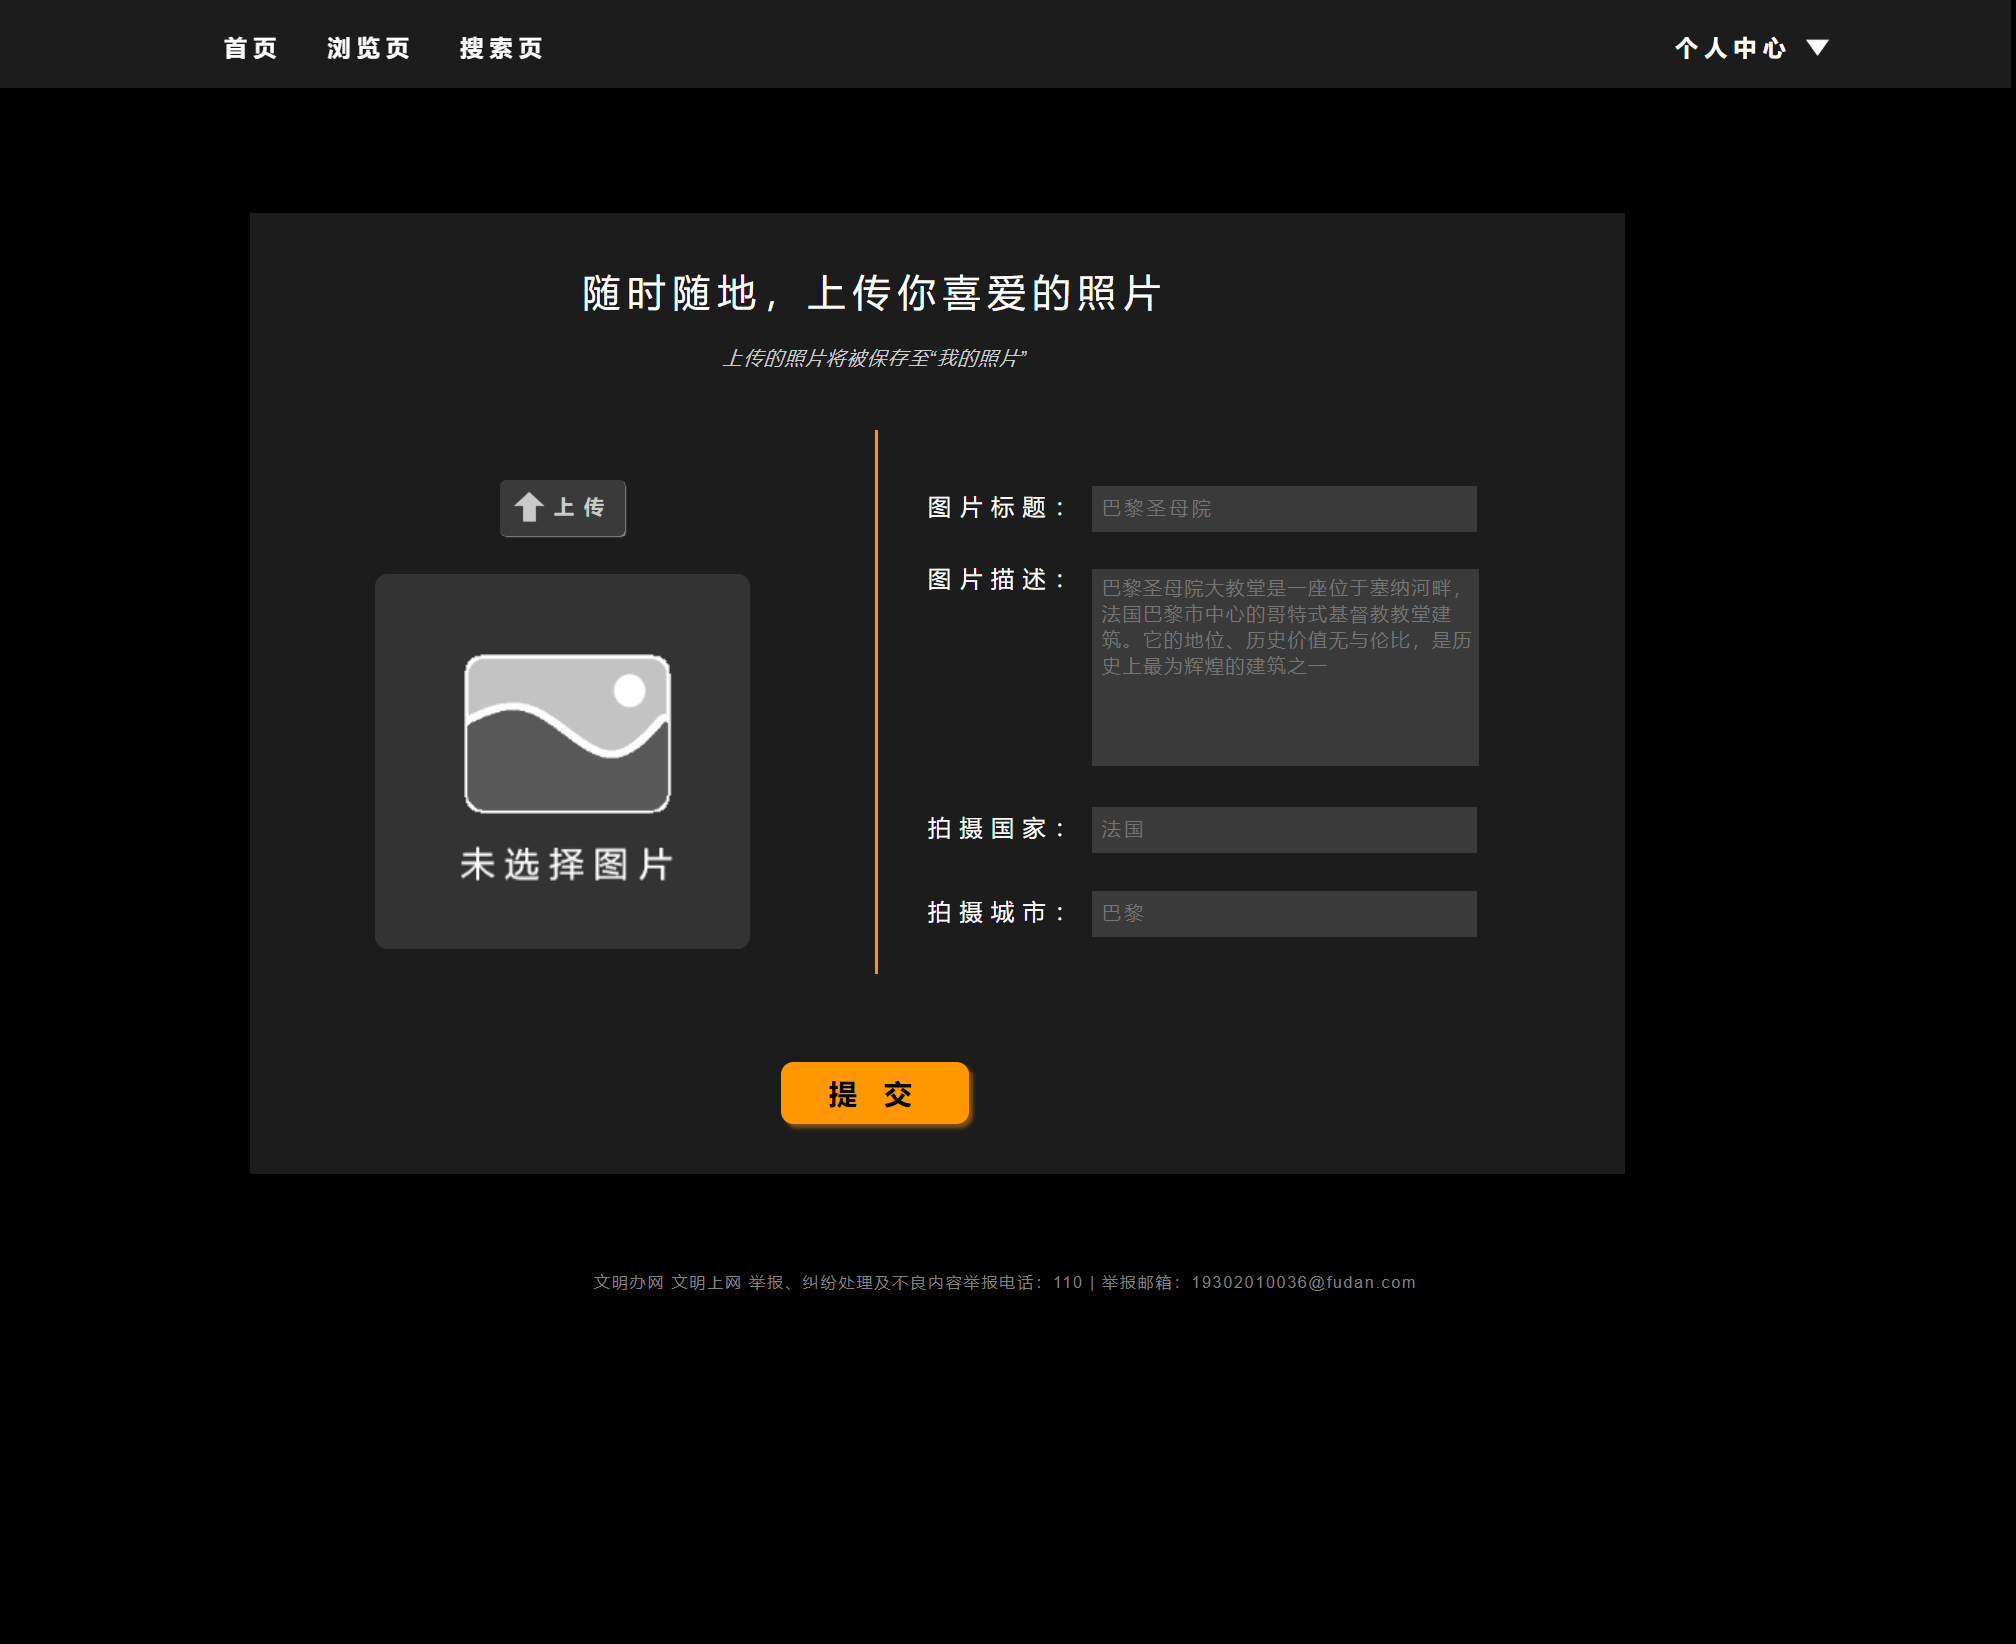 首页 浏览页 搜索页 个人中心
随时随地，上传你喜爱的照片
上传的照片将被保存至“我的照片”
上传
未选择图片
图片标题：
巴黎圣母院
图片描述：
巴黎圣母院大教堂是一座位于塞纳河畔，
法国巴黎市中心的哥特式基督教教堂建
筑。它的地位、历史价值无与伦比，是历
史上最为辉煌的建筑之一
拍摄国家：
法国
拍摄城市：
巴黎
提 交
文明办网 文明上网 举报、纠纷处理及不良内容举报电话：110 | 举报邮箱：19302010036@fudan.com